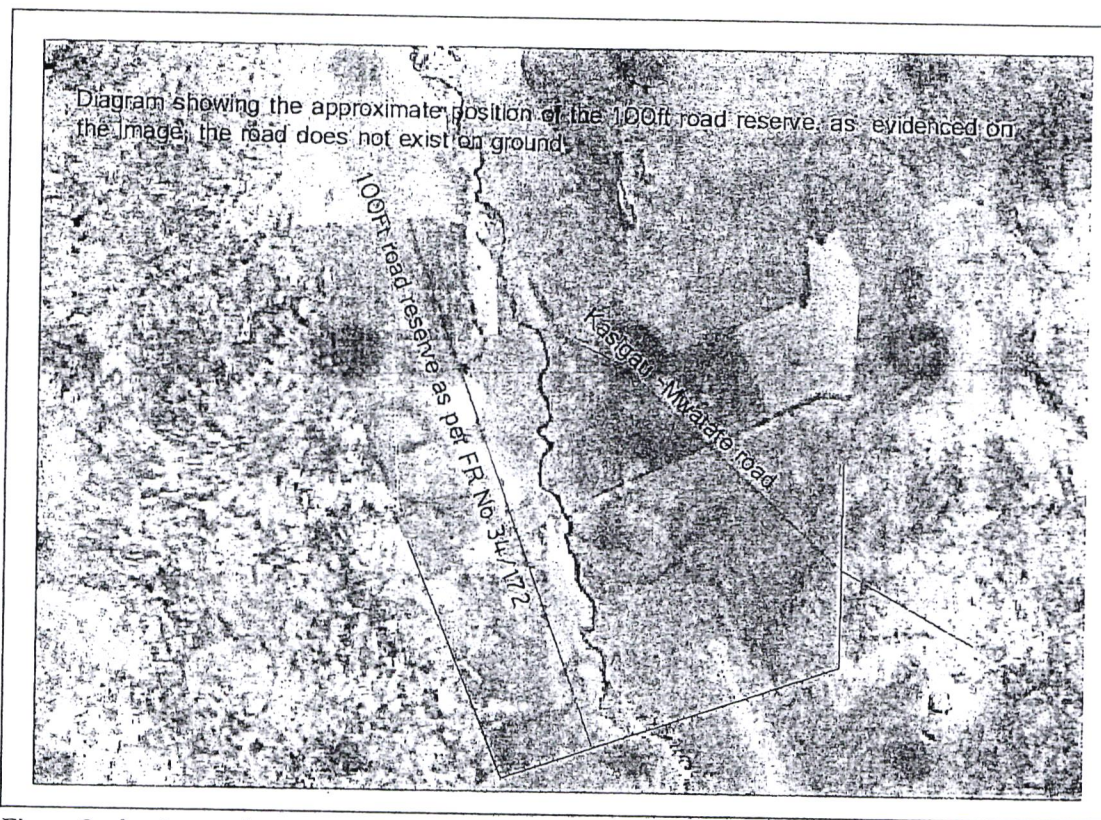 Diagram showing the approximate position of the 100ft road reserve. as evidenced on
the Image, the road does not exist on ground.
100Ft road reserve as per FR No 34/172
Kasigau -Mwatate road